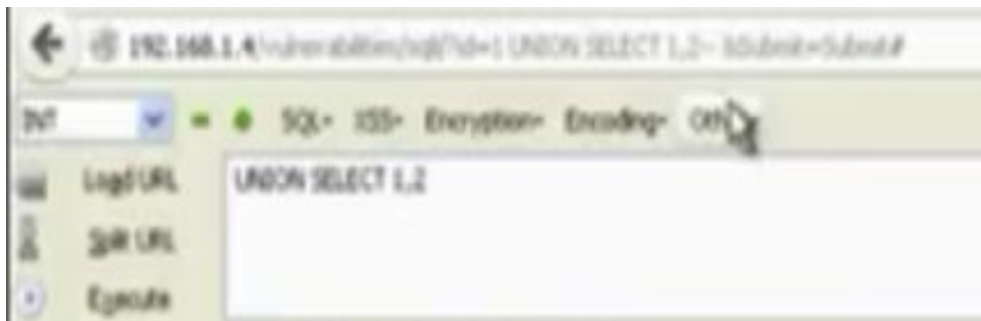 192.168.1.4/vulnerabilities/sqli/?id=1 UNION SELECT 1,2-- &Submit=Submit#
INT SQL- XSS- Encryption- Encoding-
Load URL UNION SELECT 1,2
Split URL
Execute